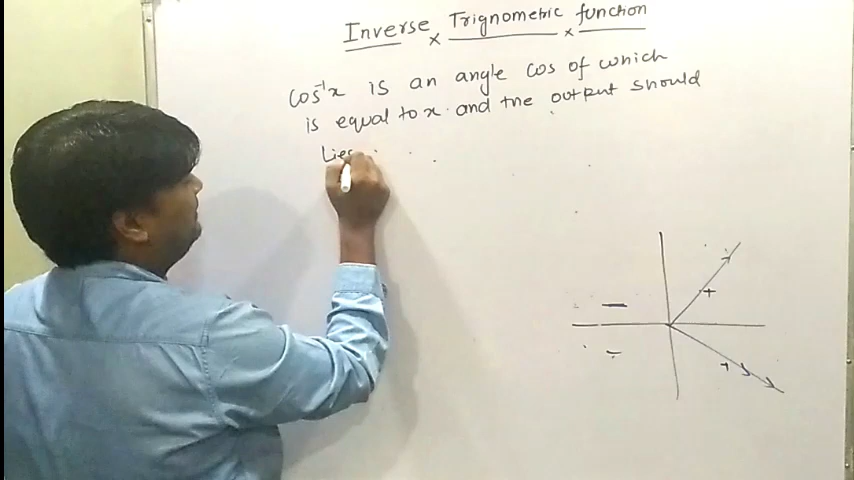 Inverse Trignometric function
Cos⁻¹x is an angle cos of which
is equal to x. and the output should
Lies